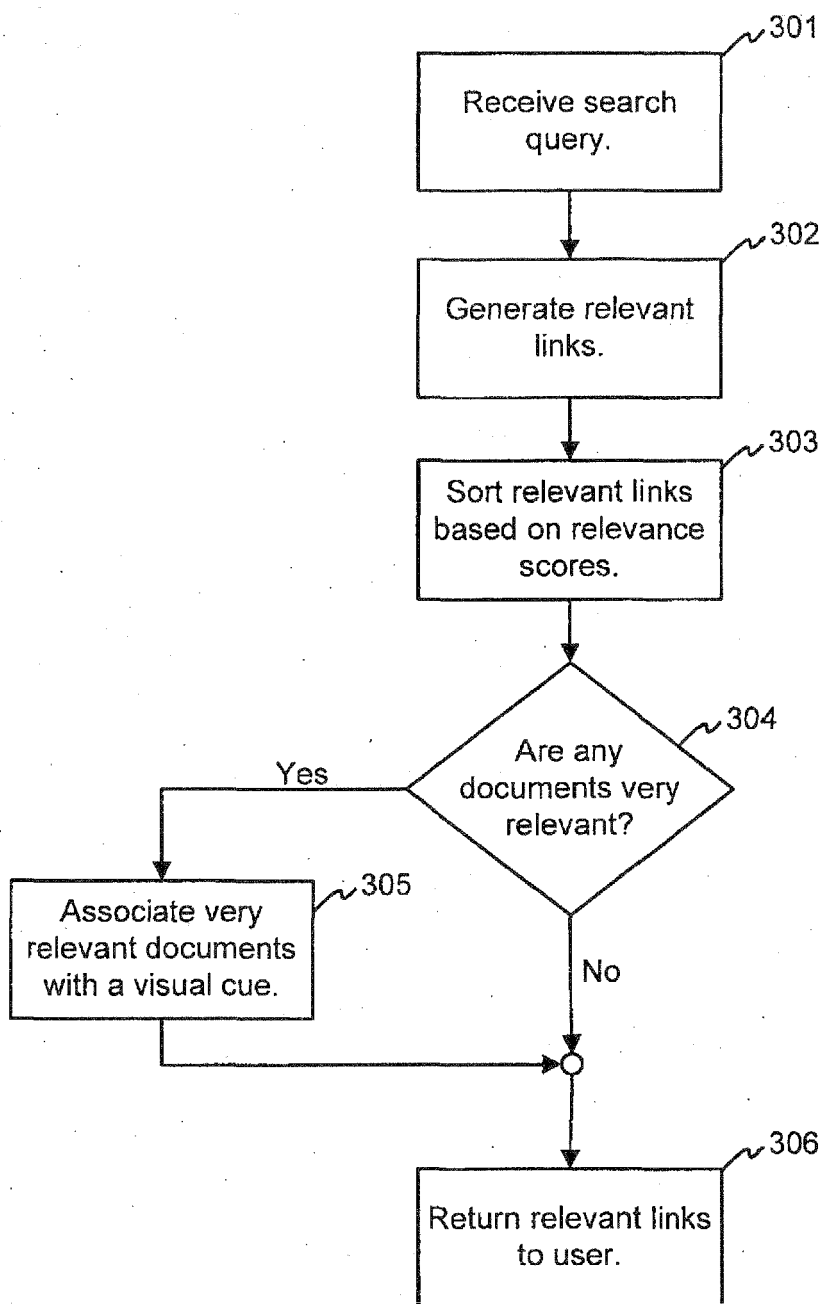 301
Receive search
query.
302
Generate relevant
links.
303
Sort relevant links
based on relevance
scores.
304
Are any
documents very
relevant?
Yes
305
Associate very
relevant documents
with a visual cue.
No
306
Return relevant links
to user.